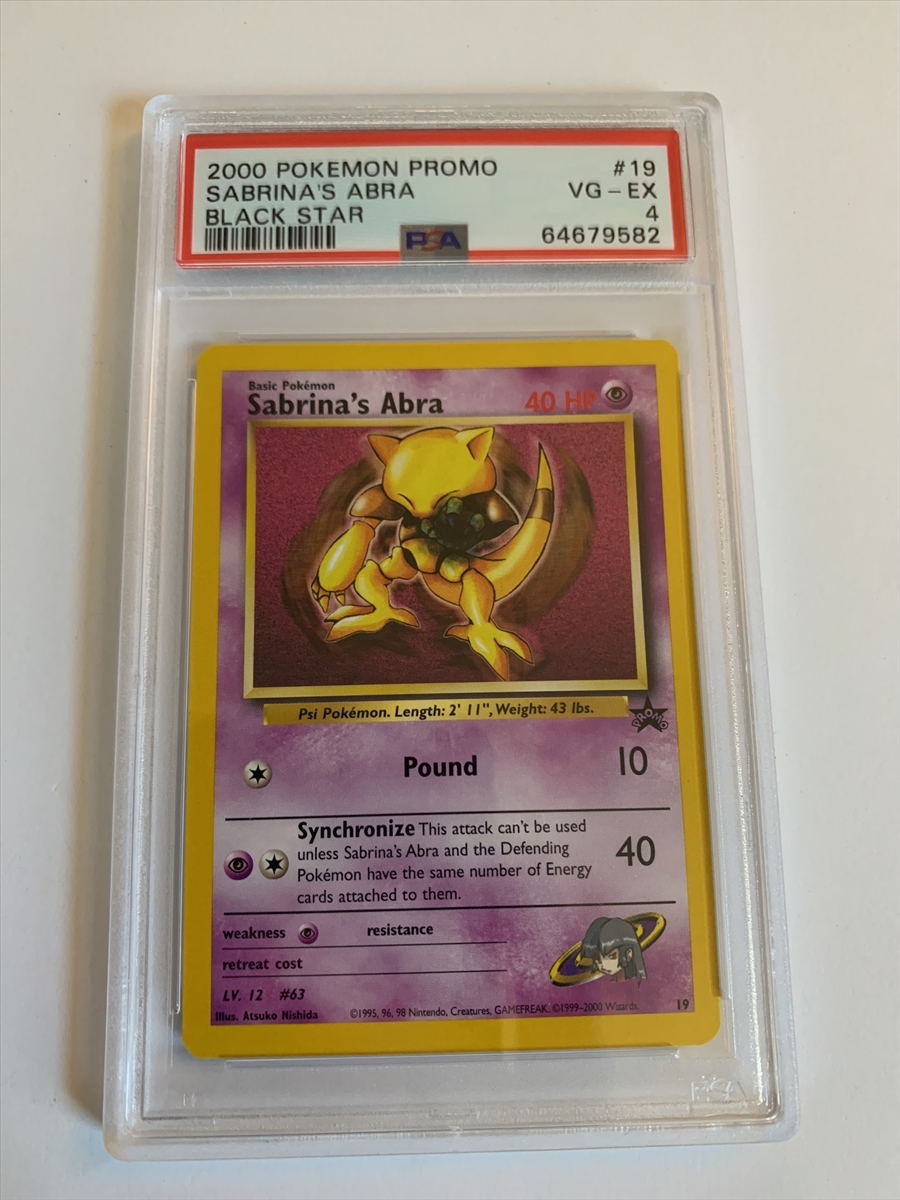 2000 POKEMON PROMO #19
SABRINA'S ABRA VG - EX
BLACK STAR 4
PSA 64679582
Basic Pokémon
Sabrina's Abra 40 HP
Psi Pokémon. Length: 2' 11", Weight: 43 lbs.
PROMO
Pound 10
Synchronize This attack can't be used
unless Sabrina's Abra and the Defending
Pokémon have the same number of Energy
cards attached to them.
40
weakness resistance
retreat cost
LV. 12 #63
Illus. Atsuko Nishida ©1995, 96, 98 Nintendo, Creatures, GAMEFREAK. ©1999-2000 Wizards. 19